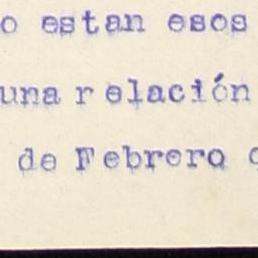 o estan esos
una r elación
de Febrero